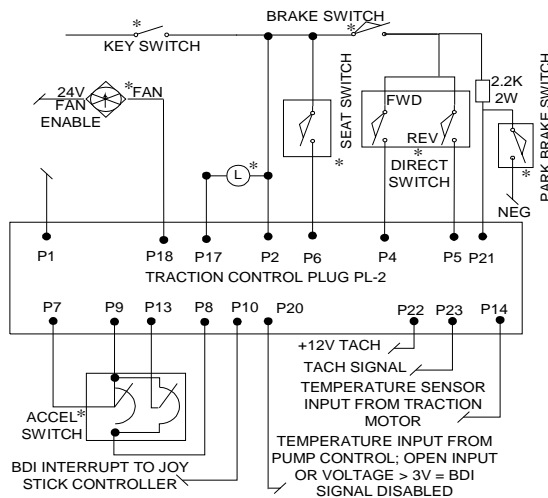 BRAKE SWITCH
*
*
KEY SWITCH
24V
FAN
ENABLE
*FAN
SEAT SWITCH
*
FWD
REV
*
DIRECT
SWITCH
2.2K
2W
PARK BRAKE SWITCH
*
NEG
L
*
P1
P18
P17
P2
P6
P4
P5
P21
TRACTION CONTROL PLUG PL-2
P7
P9
P13
P8
P10
P20
P22
P23
P14
+12V TACH
TACH SIGNAL
TEMPERATURE SENSOR
INPUT FROM TRACTION
MOTOR
ACCEL*
SWITCH
BDI INTERRUPT TO JOY
STICK CONTROLLER
TEMPERATURE INPUT FROM
PUMP CONTROL; OPEN INPUT
OR VOLTAGE > 3V = BDI
SIGNAL DISABLED